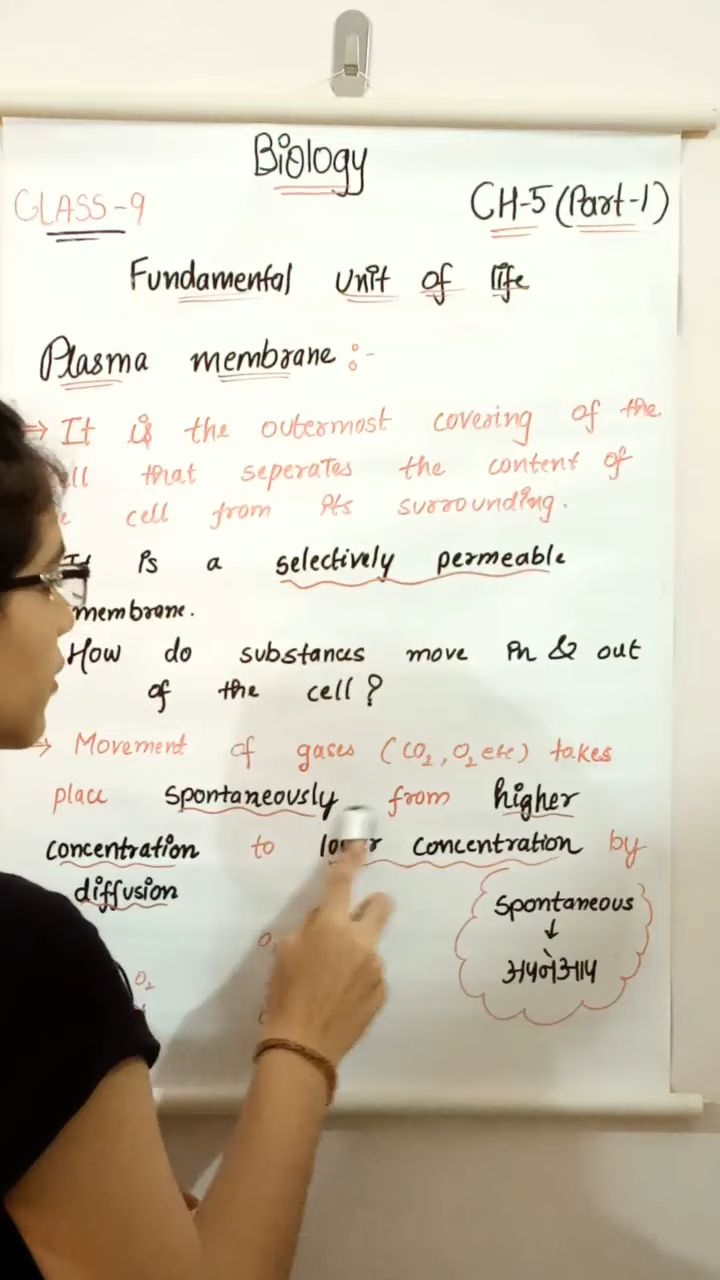 Biology
CLASS-9
CH-5 (Part-1)
Fundamental unit of life
Plasma membrane :-
⇒ It is the outermost covering of the
that seperates the content of
cell from its surrounding.
is a selectively permeable
membrane.
How do substances move in & out
of the cell?
Movement of gases (CO₂, O₂ etc) takes
place spontaneously from higher
concentration to lower concentration by
diffusion
Spontaneous
↓
अपनेआप
O₂